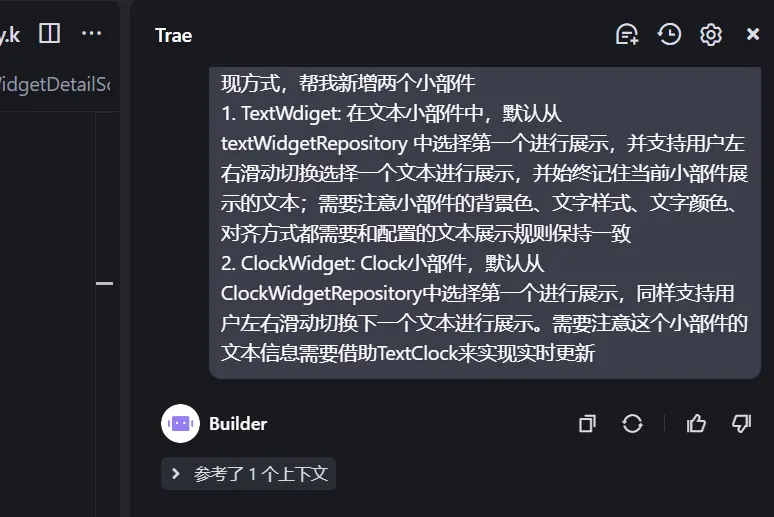 y.k
Trae
/idgetDetailSc
现方式，帮我新增两个小部件
1. TextWdiget: 在文本小部件中，默认从
textWidgetRepository 中选择第一个进行展示，并支持用户左
右滑动切换选择一个文本进行展示，并始终记住当前小部件展
示的文本；需要注意小部件的背景色、文字样式、文字颜色、
对齐方式都需要和配置的文本展示规则保持一致
2. ClockWidget: Clock小部件，默认从
ClockWidgetRepository中选择第一个进行展示，同样支持用
户左右滑动切换下一个文本进行展示。需要注意这个小部件的
文本信息需要借助TextClock来实现实时更新
Builder
参考了 1 个上下文